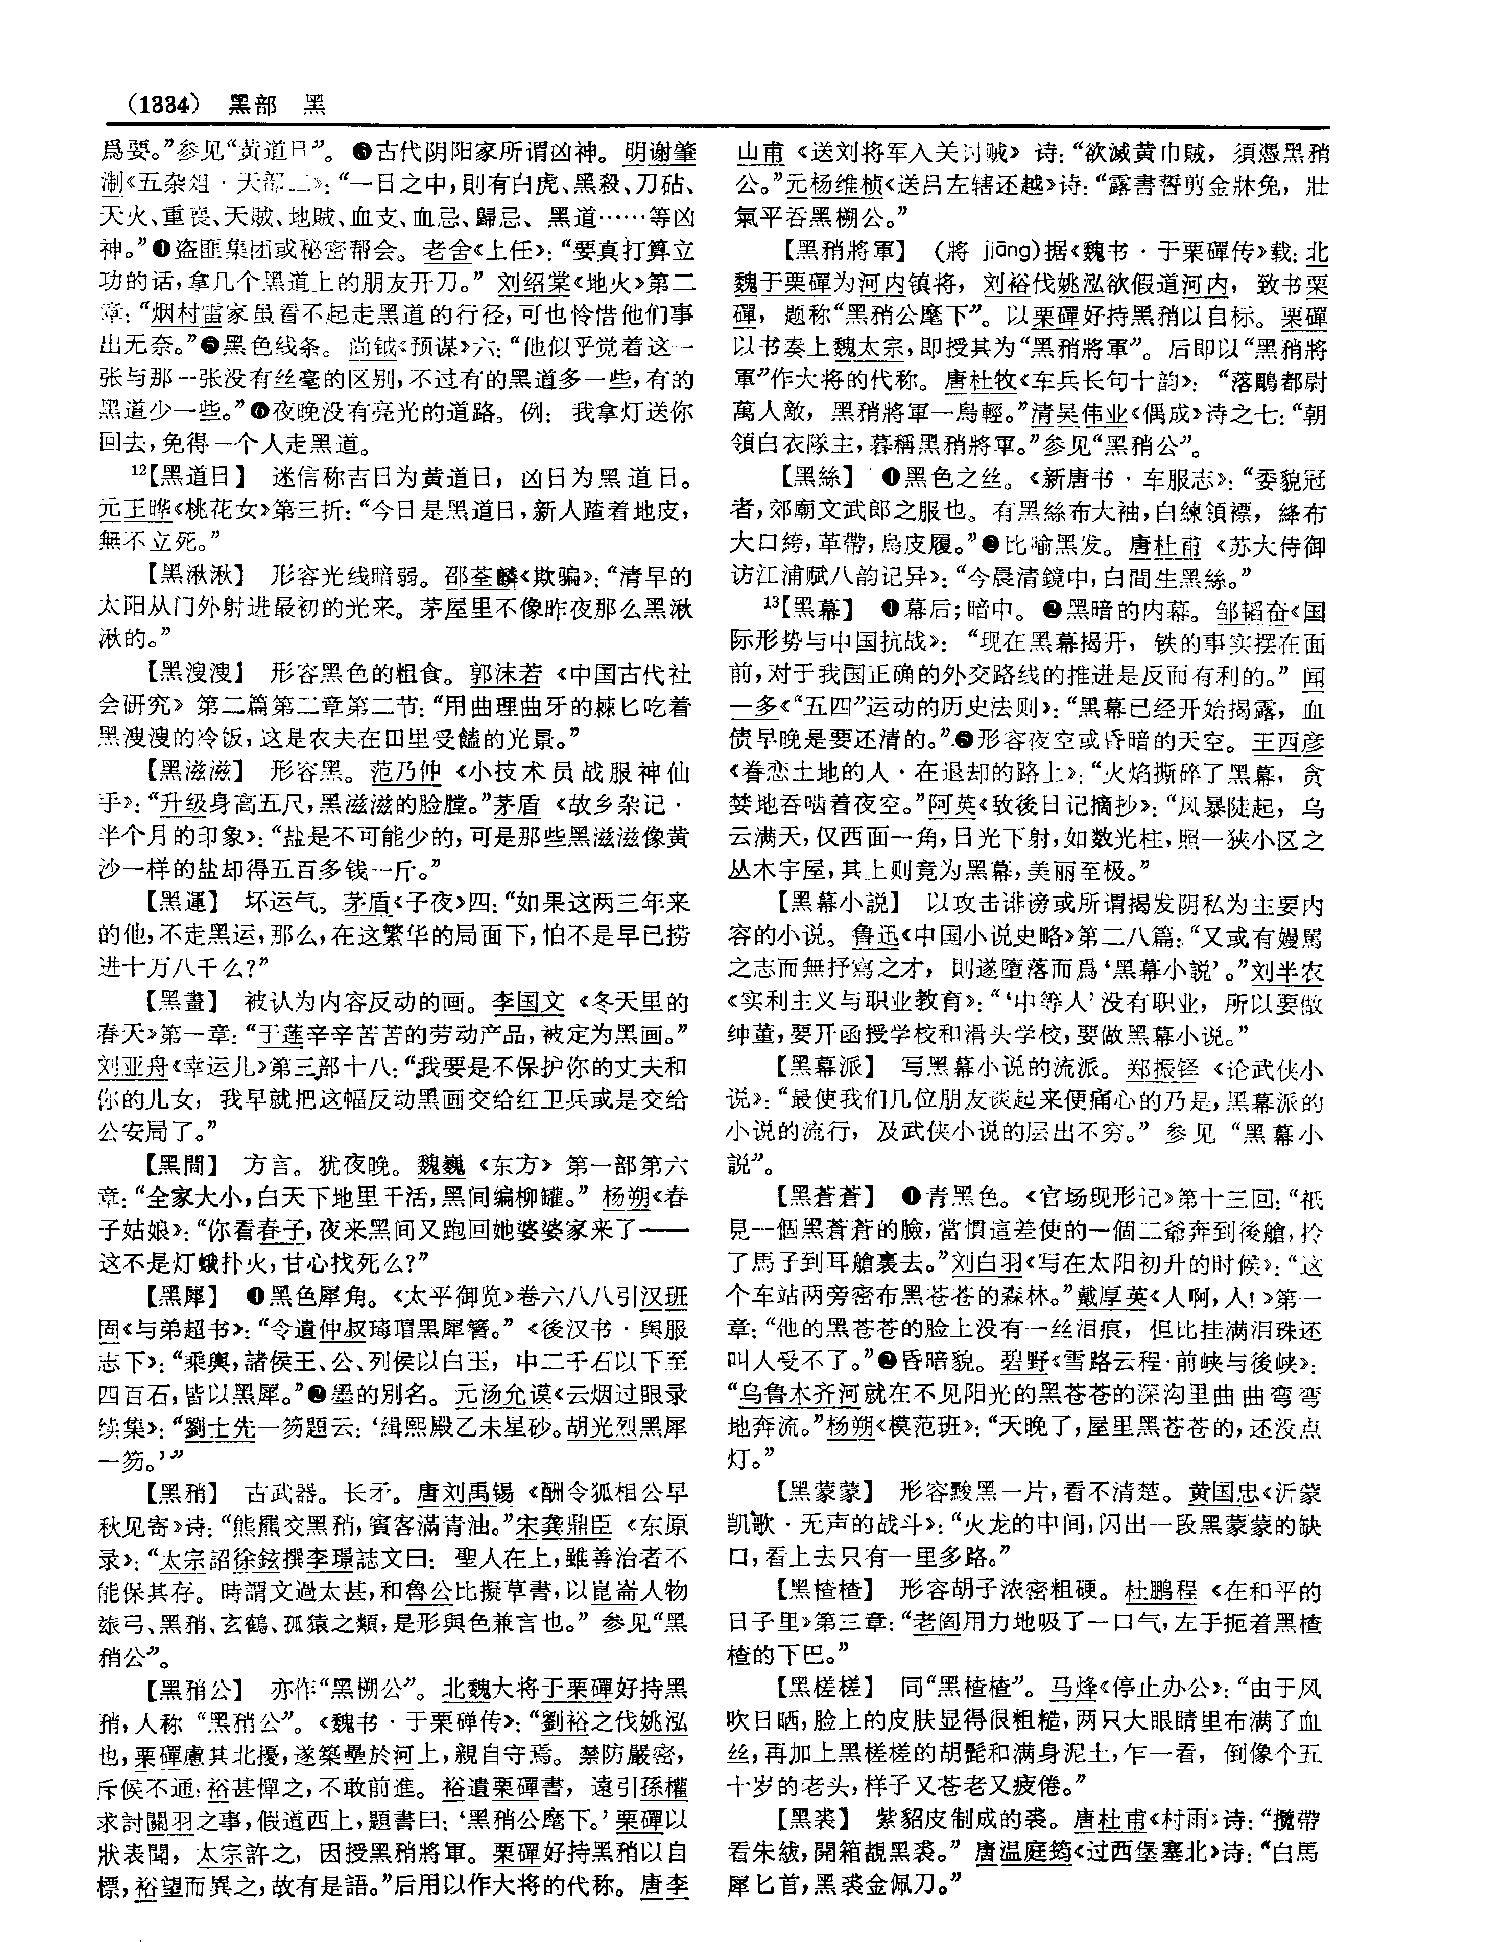 （1334） 黑部 黑
爲要。”参见“黄道日”。❸古代阴阳家所谓凶神。明谢肇
淛《五杂俎·天部二》：“一日之中，則有白虎、黑殺、刀砧、
天火、重喪、天賊、地賊、血支、血忌、歸忌、黑道……等凶
神。”❹盗匪集团或秘密帮会。老舍《上任》：“要真打算立
功的话，拿几个黑道上的朋友开刀。”刘绍棠《地火》第二
章：“烟村雷家虽看不起走黑道的行径，可也怜惜他们事
出无奈。”❺黑色线条。尚钺《预谋》六：“他似乎觉着这一
张与那一张没有丝毫的区别，不过有的黑道多一些，有的
黑道少一些。”❻夜晚没有亮光的道路。例：我拿灯送你
回去，免得一个人走黑道。
12【黑道日】 迷信称吉日为黄道日，凶日为黑道日。
元王晔《桃花女》第三折：“今日是黑道日，新人蹅着地皮，
無不立死。”
【黑湫湫】 形容光线暗弱。邵荃麟《欺骗》：“清早的
太阳从门外射进最初的光来。茅屋里不像昨夜那么黑湫
湫的。”
【黑溲溲】 形容黑色的粗食。郭沫若《中国古代社
会研究》第二篇第二章第二节：“用曲理曲牙的棘匕吃着
黑溲溲的冷饭，这是农夫在田里受饁的光景。”
【黑滋滋】 形容黑。范乃仲《小技术员战服神仙
手》：“升级身高五尺，黑滋滋的脸膛。”茅盾《故乡杂记·
半个月的印象》：“盐是不可能少的，可是那些黑滋滋像黄
沙一样的盐却得五百多钱一斤。”
【黑運】 坏运气。茅盾《子夜》四：“如果这两三年来
的他，不走黑运，那么，在这繁华的局面下，怕不是早已捞
进十万八千么？”
【黑畫】 被认为内容反动的画。李国文《冬天里的
春天》第一章：“于莲辛辛苦苦的劳动产品，被定为黑画。”
刘亚舟《幸运儿》第三部十八：“我要是不保护你的丈夫和
你的儿女，我早就把这幅反动黑画交给红卫兵或是交给
公安局了。”
【黑間】 方言。犹夜晚。魏巍《东方》第一部第六
章：“全家大小，白天下地里干活，黑间编柳罐。”杨朔《春
子姑娘》：“你看春子，夜来黑间又跑回她婆婆家来了——
这不是灯蛾扑火，甘心找死么？”
【黑犀】 ❶黑色犀角。《太平御览》卷六八八引汉班
固《与弟超书》：“令遺仲叔瑇瑁黑犀簪。”《後汉书·舆服
志下》：“乘輿，諸侯王、公、列侯以白玉，中二千石以下至
四百石，皆以黑犀。”❷墨的别名。元汤允谟《云烟过眼录
续集》：“劉士先一笏題云：‘緝熙殿乙未星砂。胡光烈黑犀
一笏。’”
【黑矟】 古武器。长矛。唐刘禹锡《酬令狐相公早
秋见寄》诗：“熊羆交黑矟，賓客滿青油。”宋龚鼎臣《东原
录》：“太宗詔徐鉉撰李璟誌文曰：聖人在上，雖善治者不
能保其存。時謂文過太甚，和魯公比擬草書，以崑崙人物
、黑矟、玄鶴、孤猿之類，是形與色兼言也。”参见“黑
矟公”。
【黑矟公】 亦作“黑槊公”。北魏大将于栗磾好持黑
矟，人称“黑矟公”。《魏书·于栗磾传》：“劉裕之伐姚泓
也，栗磾慮其北擾，遂築壘於河上，親自守焉。禁防嚴密，
斥候不通，裕甚憚之，不敢前進。裕遺栗磾書，遠引孫權
求討關羽之事，假道西上，題書曰：‘黑矟公麾下。’栗磾以
狀表聞，太宗許之，因授黑矟將軍。栗磾好持黑矟以自
標，裕望而異之，故有是語。”后用以作大将的代称。唐李
山甫《送刘将军入关讨贼》诗：“欲滅黄巾賊，須憑黑矟
公。”元杨维桢《送吕左辖还越》诗：“露書誓剪金牀兔，壯
氣平吞黑槊公。”
【黑矟將軍】 （將 jiāng）据《魏书·于栗磾传》载：北
魏于栗磾为河内镇将，刘裕伐姚泓欲假道河内，致书栗
磾，题称“黑矟公麾下”。以栗磾好持黑矟以自标。栗磾
以书奏上魏太宗，即授其为“黑矟將軍”。后即以“黑矟將
軍”作大将的代称。唐杜牧《车兵长句十韵》：“落鵰都尉
萬人敵，黑矟將軍一鳥輕。”清吴伟业《偶成》诗之七：“朝
領白衣隊主，暮稱黑矟將軍。”参见“黑矟公”。
【黑絲】 ❶黑色之丝。《新唐书·车服志》：“委貌冠
者，郊廟文武郎之服也。有黑絲布大袖，白練領褾，絳布
大口絝，革帶，烏皮履。”❷比喻黑发。唐杜甫《苏大侍御
访江浦赋八韵记异》：“今晨清鏡中，白間生黑絲。”
13【黑幕】 ❶幕后；暗中。❷黑暗的内幕。邹韬奋《国
际形势与中国抗战》：“现在黑幕揭开，铁的事实摆在面
前，对于我国正确的外交路线的推进是反而有利的。”闻
一多《“五四”运动的历史法则》：“黑幕已经开始揭露，血
债早晚是要还清的。”❸形容夜空或昏暗的天空。王西彦
《眷恋土地的人·在退却的路上》：“火焰撕碎了黑幕，贪
婪地吞啮着夜空。”阿英《敌後日记摘抄》：“风暴陡起，乌
云满天，仅西面一角，日光下射，如数光柱，照一狭小区之
丛木宇屋，其上则竟为黑幕，美丽至极。”
【黑幕小説】 以攻击诽谤或所谓揭发阴私为主要内
容的小说。鲁迅《中国小说史略》第二八篇：“又或有嫚駡
之志而無抒寫之才，則遂墮落而爲‘黑幕小説’。”刘半农
《实利主义与职业教育》：“‘中等人’没有职业，所以要做
绅董，要开函授学校和滑头学校，要做黑幕小说。”
【黑幕派】 写黑幕小说的流派。郑振铎《论武侠小
说》：“最使我们几位朋友谈起来便痛心的乃是，黑幕派的
小说的流行，及武侠小说的层出不穷。”参见“黑幕小
説”。
【黑蒼蒼】 ❶青黑色。《官场现形记》第十三回：“祇
見一個黑蒼蒼的臉，當慣這差使的一個二爺奔到後艙，拎
了馬子到耳艙裏去。”刘白羽《写在太阳初升的时候》：“这
个车站两旁密布黑苍苍的森林。”戴厚英《人啊，人！》第一
章：“他的黑苍苍的脸上没有一丝泪痕，但比挂满泪珠还
叫人受不了。”❷昏暗貌。碧野《雪路云程·前峡与後峡》：
“乌鲁木齐河就在不见阳光的黑苍苍的深沟里曲曲弯弯
地奔流。”杨朔《模范班》：“天晚了，屋里黑苍苍的，还没点
灯。”
【黑蒙蒙】 形容黢黑一片，看不清楚。黄国忠《沂蒙
凯歌·无声的战斗》：“火龙的中间，闪出一段黑蒙蒙的缺
口，看上去只有一里多路。”
【黑楂楂】 形容胡子浓密粗硬。杜鹏程《在和平的
日子里》第三章：“老阎用力地吸了一口气，左手扼着黑楂
楂的下巴。”
【黑槎槎】 同“黑楂楂”。马烽《停止办公》：“由于风
吹日晒，脸上的皮肤显得很粗糙，两只大眼睛里布满了血
丝，再加上黑槎槎的胡髭和满身泥土，乍一看，倒像个五
十岁的老头，样子又苍老又疲倦。”
【黑裘】 紫貂皮制成的裘。唐杜甫《村雨》诗：“攬帶
看朱紱，開箱覩黑裘。”唐温庭筠《过西堡塞北》诗：“白馬
犀匕首，黑裘金佩刀。”